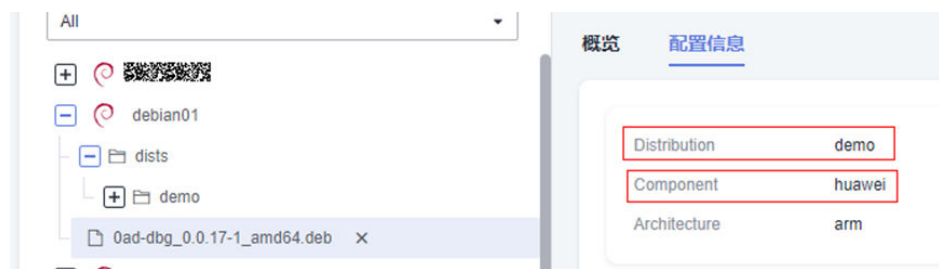 All
debian01
dists
demo
0ad-dbg_0.0.17-1_amd64.deb
概览 配置信息
Distribution demo
Component huawei
Architecture arm